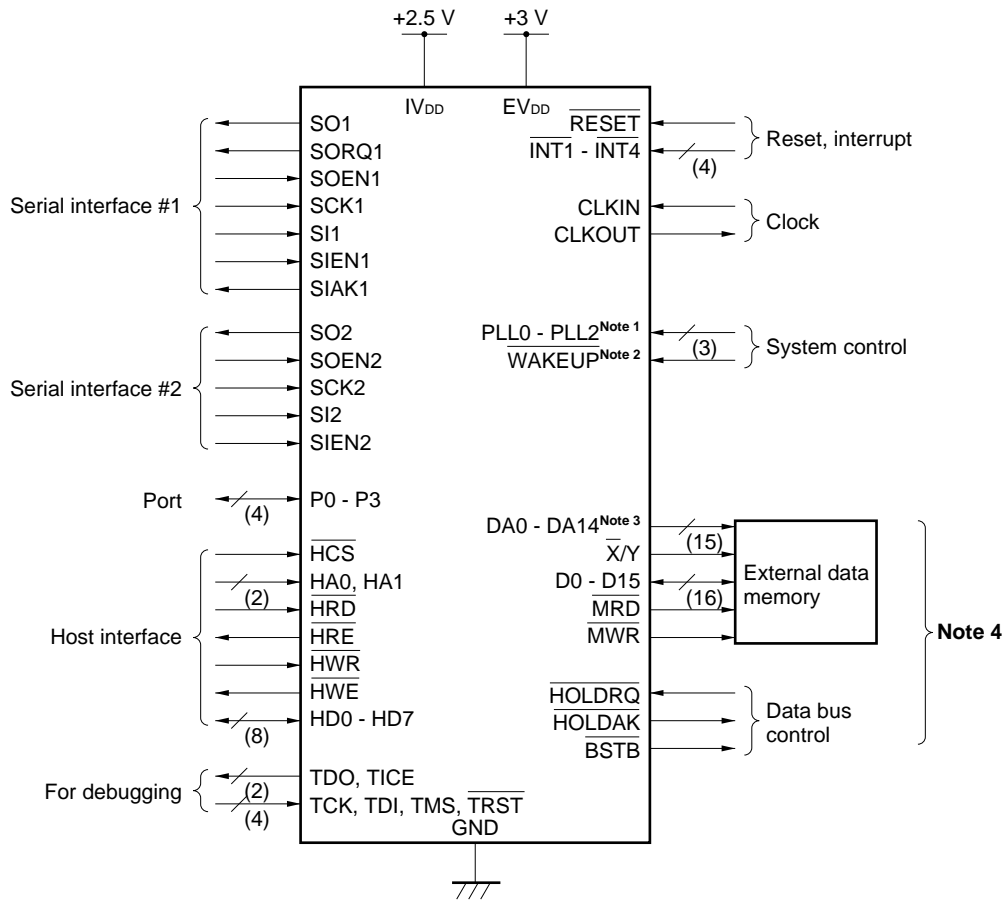 +2.5 V
+3 V
IVDD
EVDD
Serial interface #1
SO1
SORQ1
SOEN1
SCK1
SI1
SIEN1
SIAK1
Serial interface #2
SO2
SOEN2
SCK2
SI2
SIEN2
Port
(4)
P0 - P3
Host interface
HCS
HA0, HA1
(2)
HRD
HRE
HWR
HWE
HD0 - HD7
(8)
For debugging
TDO, TICE
(2)
TCK, TDI, TMS, TRST
(4)
GND
RESET
INT1 - INT4
(4)
Reset, interrupt
CLKIN
CLKOUT
Clock
PLL0 - PLL2Note 1
(3)
WAKEUPNote 2
System control
DA0 - DA14Note 3
(15)
X/Y
D0 - D15
(16)
MRD
MWR
External data
memory
HOLDRQ
HOLDAK
BSTB
Data bus
control
Note 4